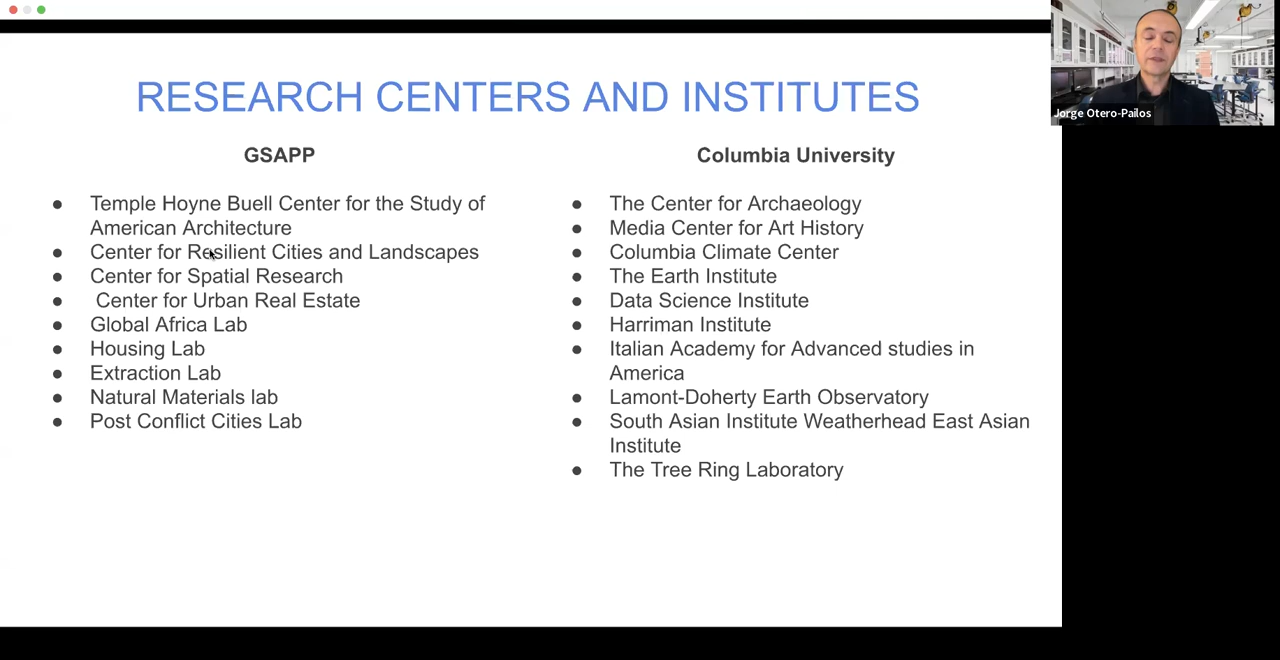 RESEARCH CENTERS AND INSTITUTES
GSAPP
Temple Hoyne Buell Center for the Study of
American Architecture
Center for Resilient Cities and Landscapes
Center for Spatial Research
Center for Urban Real Estate
Global Africa Lab
Housing Lab
Extraction Lab
Natural Materials lab
Post Conflict Cities Lab
Columbia University
The Center for Archaeology
Media Center for Art History
Columbia Climate Center
The Earth Institute
Data Science Institute
Harriman Institute
Italian Academy for Advanced studies in
America
Lamont-Doherty Earth Observatory
South Asian Institute Weatherhead East Asian
Institute
The Tree Ring Laboratory
Jorge Otero-Pailos